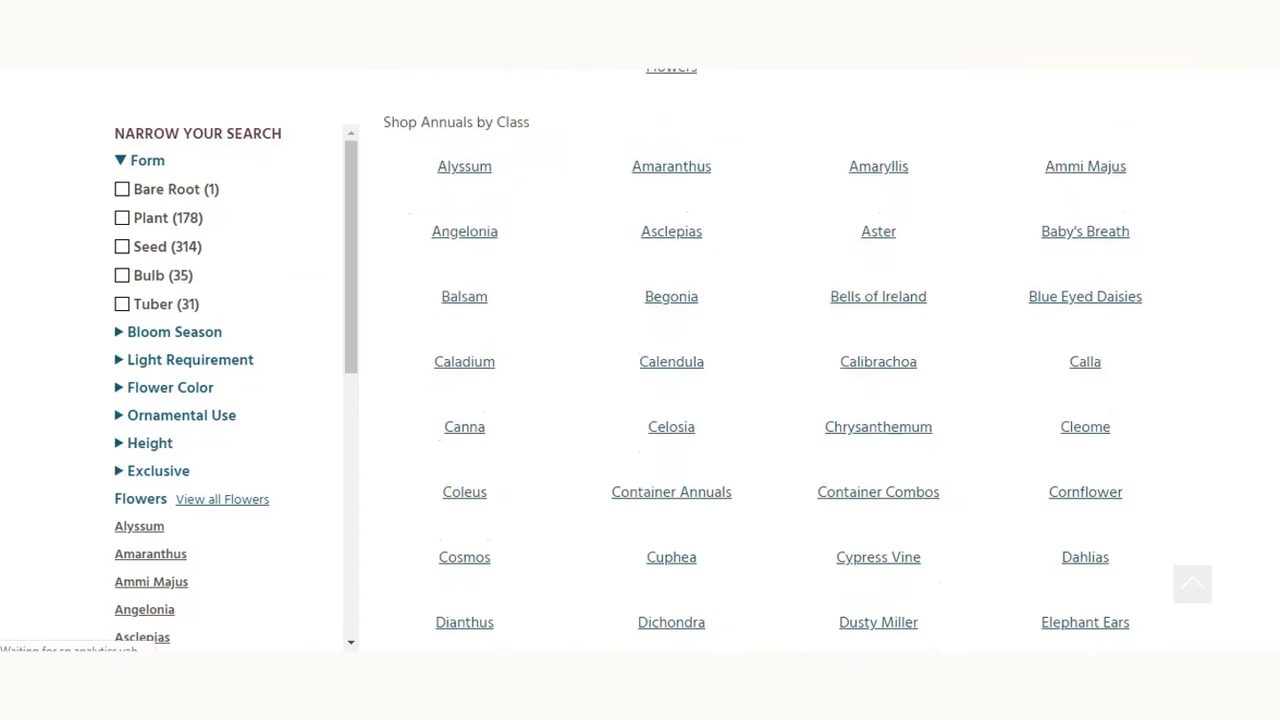 Flowers
NARROW YOUR SEARCH
▼ Form
Bare Root (1)
Plant (178)
Seed (314)
Bulb (35)
Tuber (31)
▶ Bloom Season
▶ Light Requirement
▶ Flower Color
▶ Ornamental Use
▶ Height
▶ Exclusive
Flowers View all Flowers
Alyssum
Amaranthus
Ammi Majus
Angelonia
Asclepias
Shop Annuals by Class
Alyssum Amaranthus Amaryllis Ammi Majus
Angelonia Asclepias Aster Baby's Breath
Balsam Begonia Bells of Ireland Blue Eyed Daisies
Caladium Calendula Calibrachoa Calla
Canna Celosia Chrysanthemum Cleome
Coleus Container Annuals Container Combos Cornflower
Cosmos Cuphea Cypress Vine Dahlias
Dianthus Dichondra Dusty Miller Elephant Ears
Waiting for